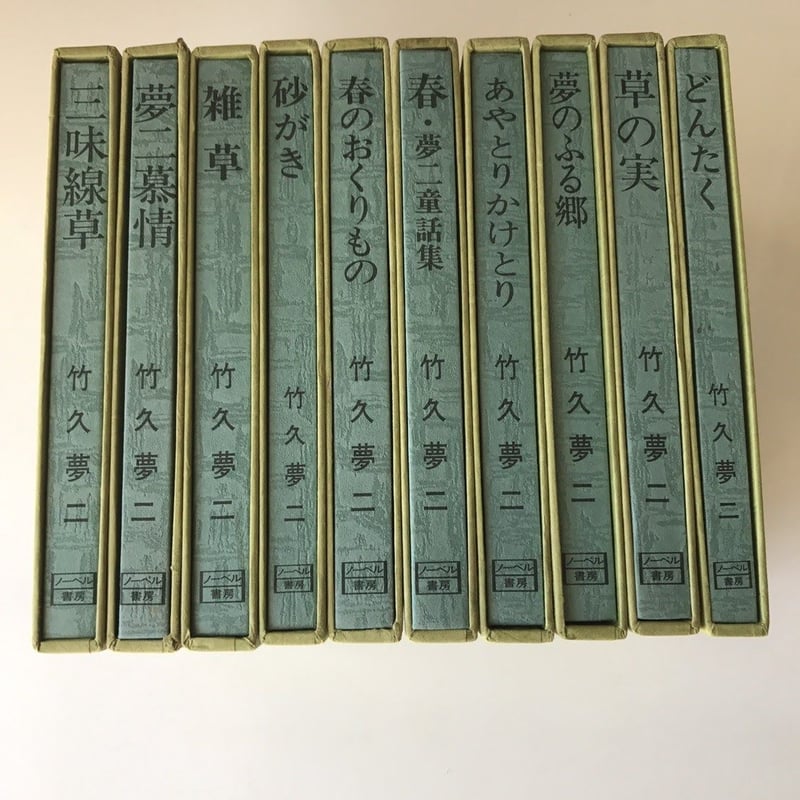 三味線草
竹久夢二
ノーベル
書房
夢二慕情
竹久夢二
ノーベル
書房
雑草
竹久夢二
ノーベル
書房
砂がき
竹久夢二
ノーベル
書房
春のおくりもの
竹久夢二
ノーベル
書房
春・夢二童話集
竹久夢二
ノーベル
書房
あやとりかけとり
竹久夢二
ノーベル
書房
夢のふる郷
竹久夢二
ノーベル
書房
草の実
竹久夢二
ノーベル
書房
どんたく
竹久夢二
ノーベル
書房